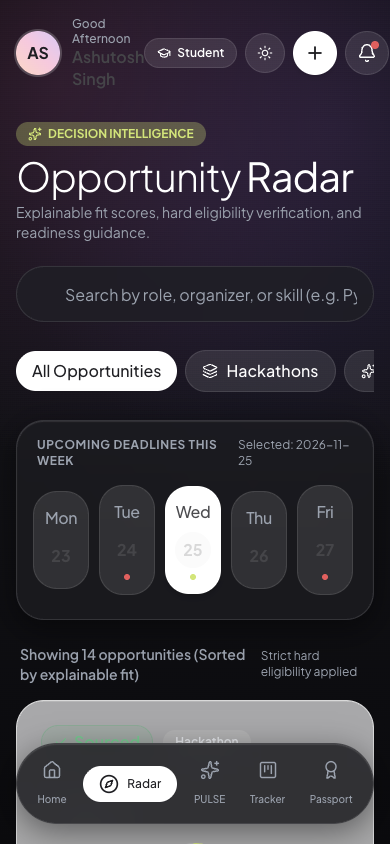 AS
Good
Afternoon
Ashutosh
Singh
Student
DECISION INTELLIGENCE
Opportunity Radar
Explainable fit scores, hard eligibility verification, and
readiness guidance.
Search by role, organizer, or skill (e.g. Py
All Opportunities
Hackathons
UPCOMING DEADLINES THIS
WEEK
Selected: 2026-11-
25
Mon Tue Wed Thu Fri
23 24 25 26 27
Showing 14 opportunities (Sorted
by explainable fit)
Strict hard
eligibility applied
Hackathon
Home Radar PULSE Tracker Passport